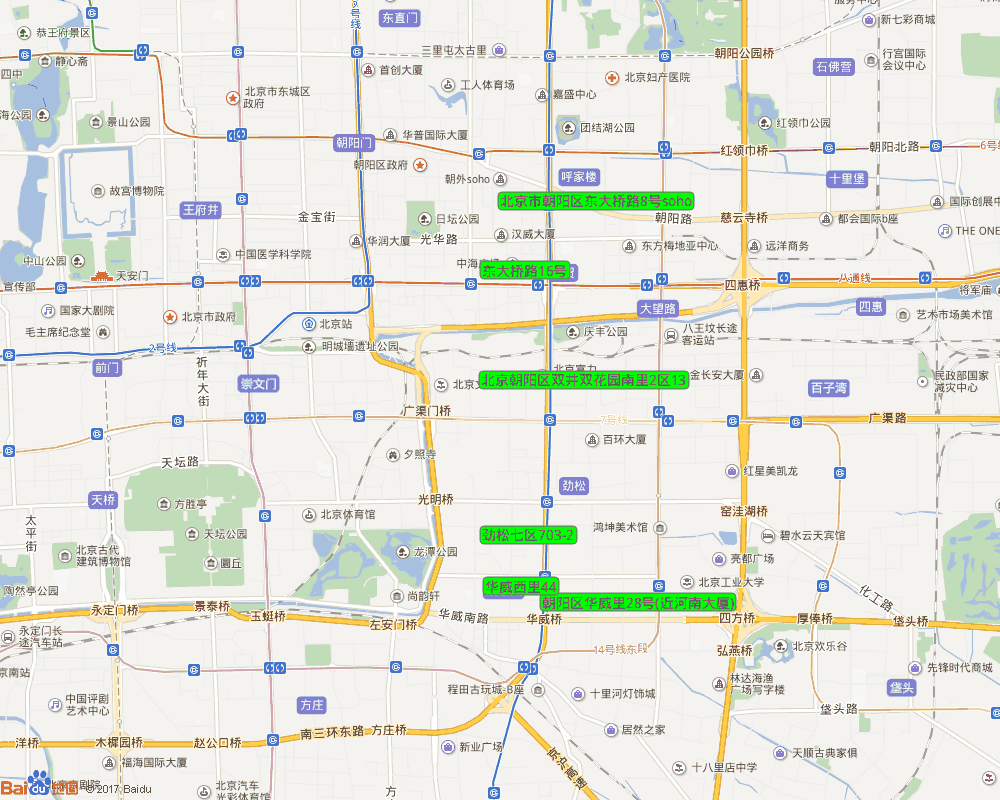 东直门
恭王府景区
三里屯太古里
朝阳公园桥
新七彩商城
行宫国际
会议中心
石佛营
静心斋
四中
首创大厦
工人体育场
北京妇产医院
北京市东城区
政府
嘉盛中心
海公园
景山公园
团结湖公园
红领巾公园
朝阳门
华普国际大厦
朝阳北路
6号线
红领巾桥
朝阳区政府
朝外soho
呼家楼
十里堡
故宫博物院
北京市朝阳区东大桥路8号soho
国际创展中心
王府井
金宝街
日坛公园
朝阳路
慈云寺桥
都会国际b座
THE ONE
华润大厦
光华路
汉威大厦
东方梅地亚中心
远洋商务
中国医学科学院
中山公园
天安门
东大桥路16号
八通线
宣传部
四惠桥
将军庙
国家大剧院
北京市政府
北京站
大望路
四惠
艺术市场美术馆
毛主席纪念堂
庆丰公园
八王坟长途
客运站
2号线
明城墙遗址公园
前门
祈年大街
崇文门
北京朝阳区双井双花园南里2区13
金长安大厦
百子湾
民政部国家
减灾中心
广渠门桥
7号线
广渠路
百环大厦
夕照寺
天坛路
红星美凯龙
劲松
天桥
方胜亭
光明桥
北京体育馆
窑洼湖桥
太平街
天坛公园
劲松七区703-2
鸿坤美术馆
碧水云天宾馆
北京古代
建筑博物馆
圜丘
龙潭公园
亮都广场
陶然亭公园
华威西里44
北京工业大学
化工路
尚韵轩
朝阳区华威里28号(近河南大厦)
永定门桥
景泰桥
玉蜓桥
左安门桥
华威南路
华威桥
四方桥
厚俸桥
垡头桥
永定门长
途汽车站
14号线东段
弘燕桥
北京欢乐谷
京南站
先锋时代商城
林达海渔
广场写字楼
垡头
程田古玩城-B座
十里河灯饰城
中国评剧
艺术中心
方庄
垡头路
居然之家
洋桥
木樨园桥
赵公口桥
南三环东路
方庄桥
新业广场
京沪高速
天顺古典家俱
福海国际大厦
十八里店中学
北京汽车
光彩体育馆
方
Bai du 地图
© 2017 Baidu